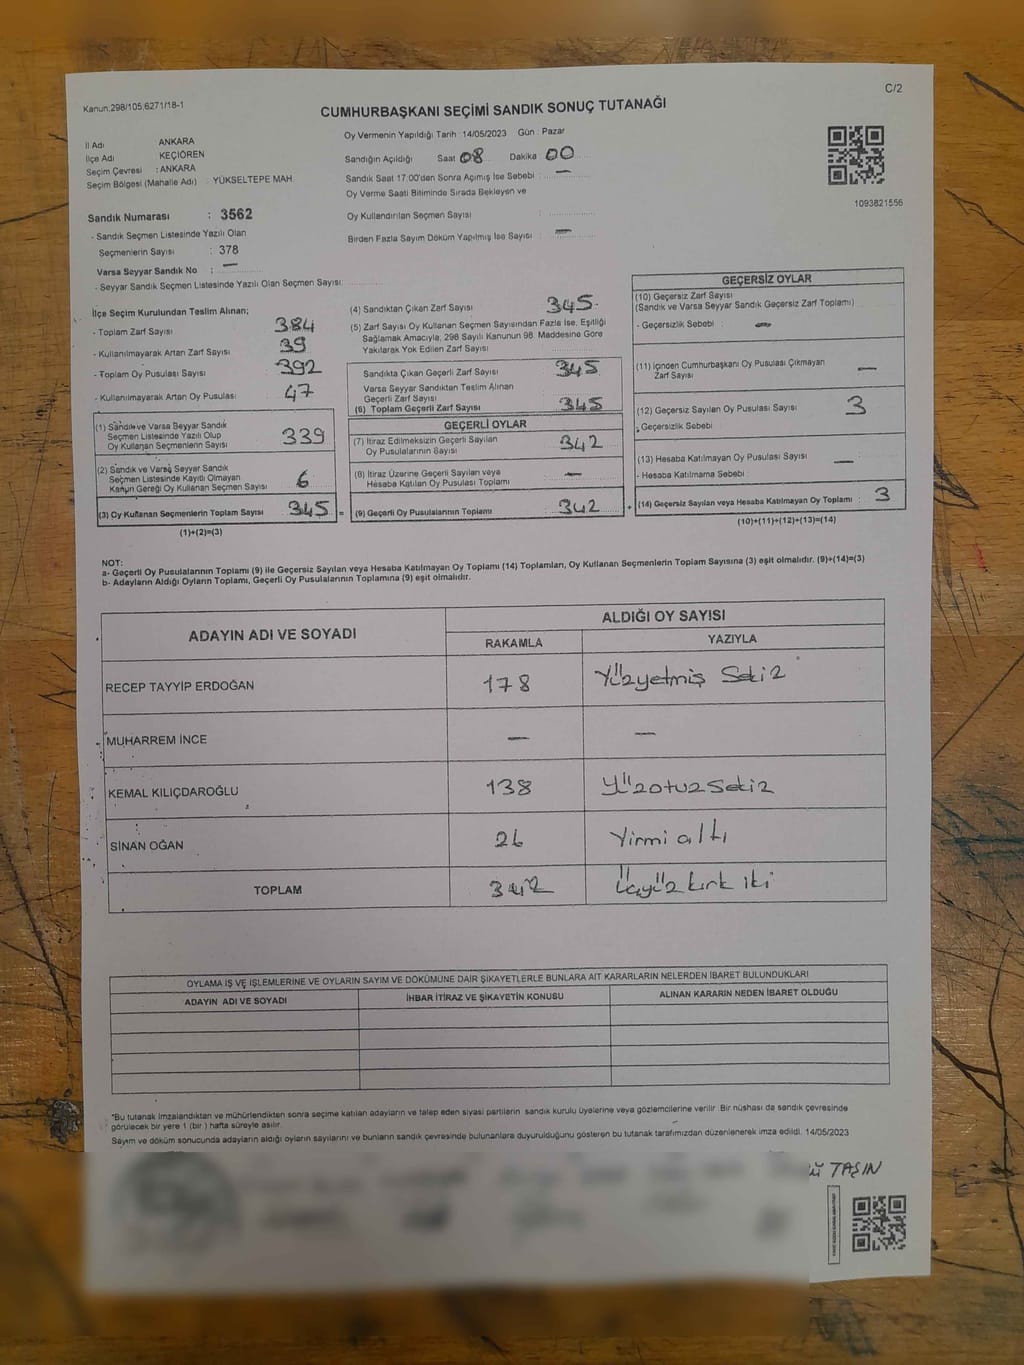 Kanun:298/105,6271/18-1
C/2
CUMHURBAŞKANI SEÇİMİ SANDIK SONUÇ TUTANAĞI
İl Adı ANKARA
İlçe Adı KEÇİÖREN
Seçim Çevresi : ANKARA
Seçim Bölgesi (Mahalle Adı) : YÜKSELTEPE MAH.
Sandık Numarası : 3562
- Sandık Seçmen Listesinde Yazılı Olan
Seçmenlerin Sayısı : 378
Varsa Seyyar Sandık No : —
- Seyyar Sandık Seçmen Listesinde Yazılı Olan Seçmen Sayısı:
Oy Vermenin Yapıldığı Tarih : 14/05/2023 Gün : Pazar
Sandığın Açıldığı Saat 08 Dakika 00
Sandık Saat 17.00'den Sonra Açımış İse Sebebi : —
Oy Verme Saati Bitiminde Sırada Bekleyen ve
Oy Kullandırılan Seçmen Sayısı :
Birden Fazla Sayım Döküm Yapılmış İse Sayısı : —
1093821556
İlçe Seçim Kurulundan Teslim Alınan;
- Toplam Zarf Sayısı 384
- Kullanılmayarak Artan Zarf Sayısı 39
- Toplam Oy Pusulası Sayısı 392
- Kullanılmayarak Artan Oy Pusulası 47
(1) Sandık ve Varsa Seyyar Sandık
Seçmen Listesinde Yazılı Olup
Oy Kullanan Seçmenlerin Sayısı 339
(2) Sandık ve Varsa Seyyar Sandık
Seçmen Listesinde Kayıtlı Olmayan
Kanun Gereği Oy Kullanan Seçmen Sayısı 6
(3) Oy Kullanan Seçmenlerin Toplam Sayısı 345 =
(1)+(2)=(3)
(4) Sandıktan Çıkan Zarf Sayısı 345
(5) Zarf Sayısı Oy Kullanan Seçmen Sayısından Fazla İse, Eşitliği
Sağlamak Amacıyla, 298 Sayılı Kanunun 98. Maddesine Göre
Yakılarak Yok Edilen Zarf Sayısı
Sandıkta Çıkan Geçerli Zarf Sayısı 345
Varsa Seyyar Sandıktan Teslim Alınan
Geçerli Zarf Sayısı
(6) Toplam Geçerli Zarf Sayısı 345
GEÇERLİ OYLAR
(7) İtiraz Edilmeksizin Geçerli Sayılan
Oy Pusulalarının Sayısı 342
(8) İtiraz Üzerine Geçerli Sayılan veya
Hesaba Katılan Oy Pusulası Toplamı —
(9) Geçerli Oy Pusulalarının Toplamı 342 +
GEÇERSİZ OYLAR
(10) Geçersiz Zarf Sayısı
(Sandık ve Varsa Seyyar Sandık Geçersiz Zarf Toplamı)
- Geçersizlik Sebebi : —
(11) İçinden Cumhurbaşkanı Oy Pusulası Çıkmayan
Zarf Sayısı —
(12) Geçersiz Sayılan Oy Pusulası Sayısı 3
- Geçersizlik Sebebi
(13) Hesaba Katılmayan Oy Pusulası Sayısı —
- Hesaba Katılmama Sebebi :
(14) Geçersiz Sayılan veya Hesaba Katılmayan Oy Toplamı 3
(10)+(11)+(12)+(13)=(14)
NOT:
a- Geçerli Oy Pusulalarının Toplamı (9) ile Geçersiz Sayılan veya Hesaba Katılmayan Oy Toplamı (14) Toplamları, Oy Kullanan Seçmenlerin Toplam Sayısına (3) eşit olmalıdır. (9)+(14)=(3)
b- Adayların Aldığı Oyların Toplamı, Geçerli Oy Pusulalarının Toplamına (9) eşit olmalıdır.
ADAYIN ADI VE SOYADI
ALDIĞI OY SAYISI
RAKAMLA YAZIYLA
RECEP TAYYİP ERDOĞAN 178 Yüzyetmiş Sekiz
MUHARREM İNCE — —
KEMAL KILIÇDAROĞLU 138 Yüzotuz Sekiz
SİNAN OĞAN 26 Yirmi altı
TOPLAM 342 Üçyüz kırk iki
OYLAMA İŞ VE İŞLEMLERİNE VE OYLARIN SAYIM VE DÖKÜMÜNE DAİR ŞİKAYETLERLE BUNLARA AİT KARARLARIN NELERDEN İBARET BULUNDUKLARI
ADAYIN ADI VE SOYADI İHBAR İTİRAZ VE ŞİKAYETİN KONUSU ALINAN KARARIN NEDEN İBARET OLDUĞU
*Bu tutanak imzalandıktan ve mühürlendikten sonra seçime katılan adayların ve talep eden siyasi partilerin sandık kurulu üyelerine veya gözlemcilerine verilir. Bir nüshası da sandık çevresinde
görülecek bir yere 1 (bir) hafta süreyle asılır.
Sayım ve döküm sonucunda adayların aldığı oyların sayılarını ve bunların sandık çevresinde bulunanlara duyurulduğunu gösteren bu tutanak tarafımızdan düzenlenerek imza edildi. 14/05/2023
TAŞIN